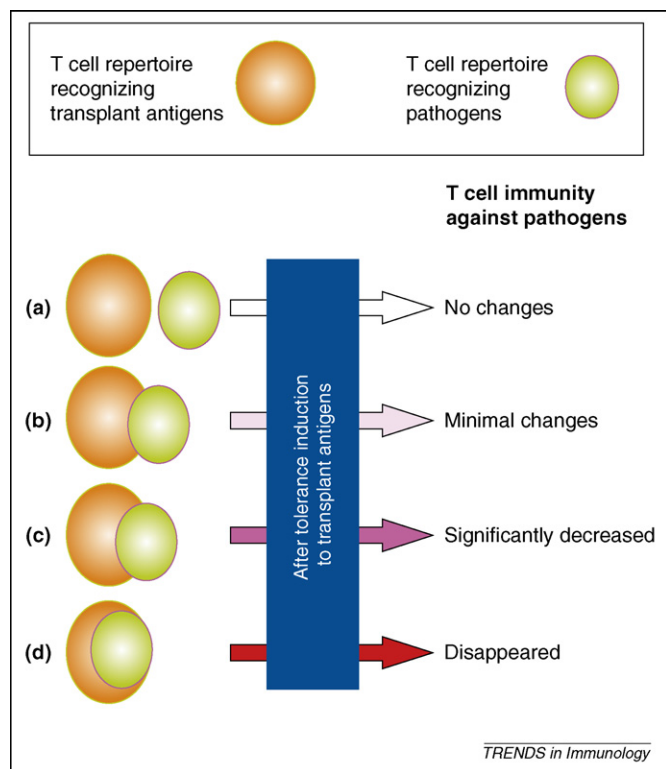 T cell repertoire
recognizing
transplant antigens
T cell repertoire
recognizing
pathogens
T cell immunity
against pathogens
(a)
No changes
(b)
Minimal changes
After tolerance induction
to transplant antigens
(c)
Significantly decreased
(d)
Disappeared
TRENDS in Immunology